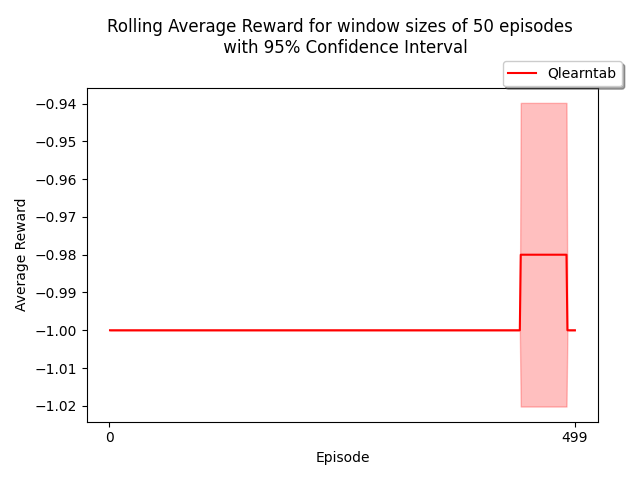 Rolling Average Reward for window sizes of 50 episodes
with 95% Confidence Interval
Qlearntab
−0.94
−0.95
−0.96
−0.97
−0.98
−0.99
−1.00
−1.01
−1.02
Average Reward
0
499
Episode